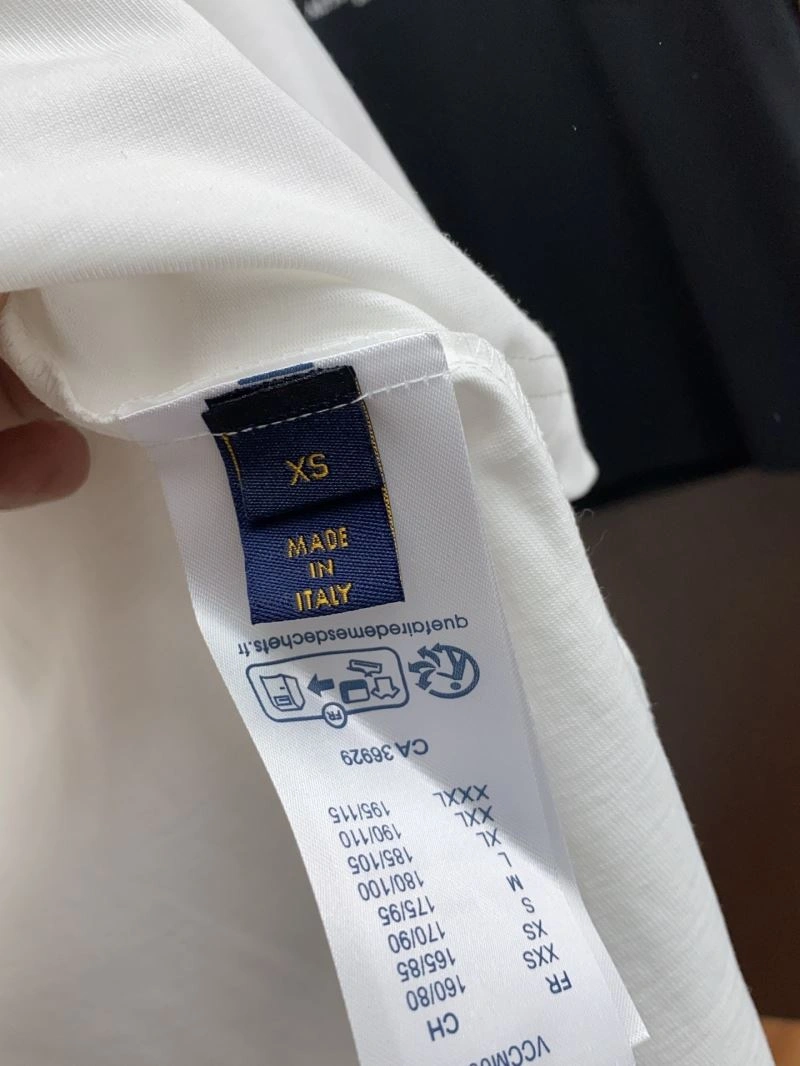 XS
MADE
IN
ITALY
FR CH
XXS 160/80
XS 165/85
S 170/90
M 175/95
L 180/100
XL 185/105
XXL 190/110
XXXL 195/115
CA 36929
FR
quefairedemesdechets.fr